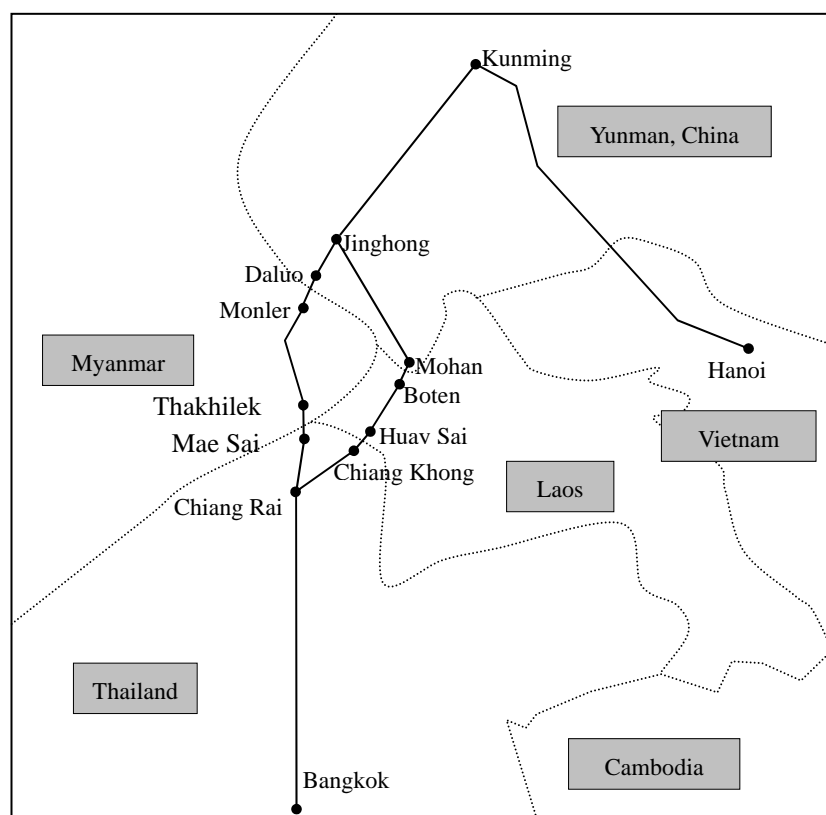 Kunming
Yunman, China
Jinghong
Daluo
Monler
Myanmar
Mohan
Hanoi
Boten
Thakhilek
Huav Sai
Mae Sai
Vietnam
Chiang Khong
Laos
Chiang Rai
Thailand
Cambodia
Bangkok